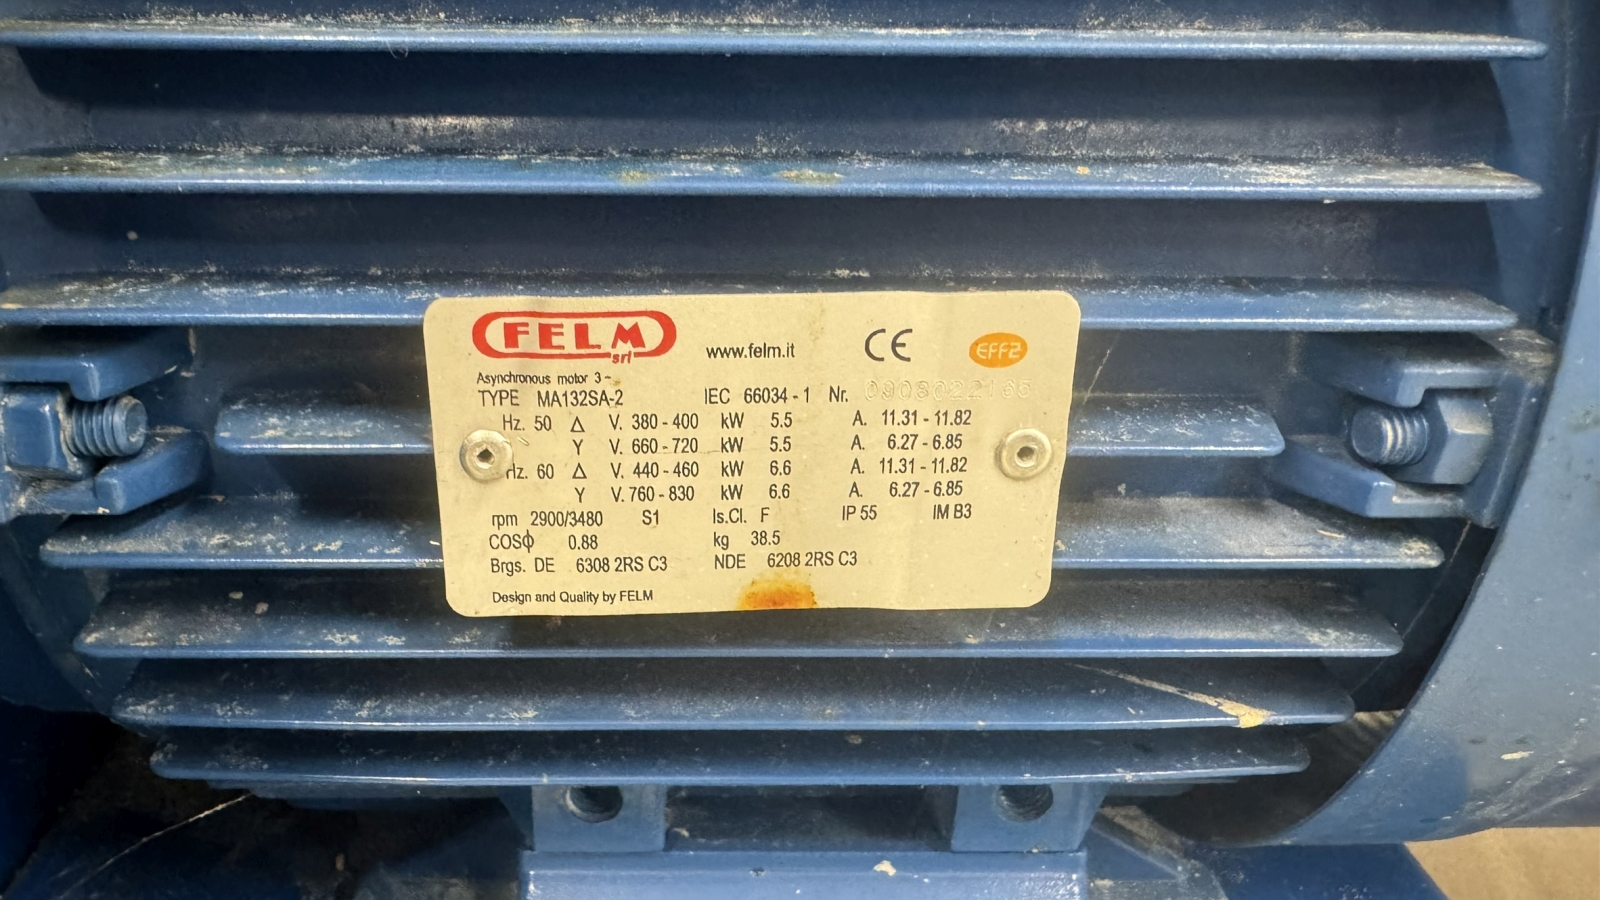 FELM srl www.felm.it CE EFF2
Asynchronous motor 3~
TYPE MA132SA-2 IEC 66034-1 Nr. 0908022165
Hz. 50 Δ V. 380-400 kW 5.5 A. 11.31-11.82
Y V. 660-720 kW 5.5 A. 6.27-6.85
Hz. 60 Δ V. 440-460 kW 6.6 A. 11.31-11.82
Y V. 760-830 kW 6.6 A. 6.27-6.85
rpm 2900/3480 S1 Is.Cl. F IP 55 IM B3
COSϕ 0.88 kg 38.5
Brgs. DE 6308 2RS C3 NDE 6208 2RS C3
Design and Quality by FELM